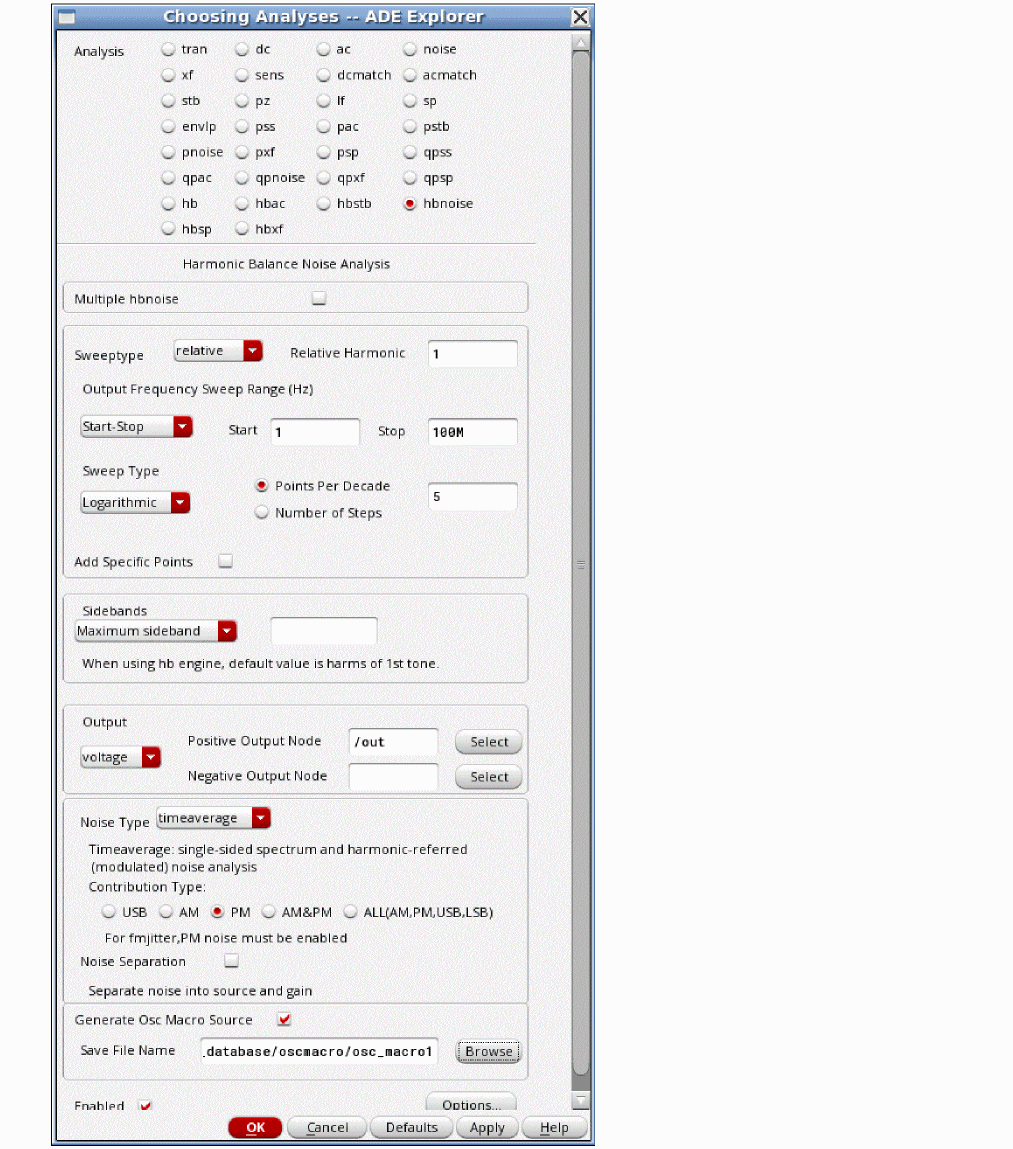 Choosing Analyses -- ADE Explorer
Analysis tran dc ac noise
xf sens dcmatch acmatch
stb pz lf sp
envlp pss pac pstb
pnoise pxf psp qpss
qpac qpnoise qpxf qpsp
hb hbac hbstb hbnoise
hbsp hbxf
Harmonic Balance Noise Analysis
Multiple hbnoise
Sweeptype relative Relative Harmonic 1
Output Frequency Sweep Range (Hz)
Start-Stop Start 1 Stop 100M
Sweep Type
Logarithmic Points Per Decade 5
Number of Steps
Add Specific Points
Sidebands
Maximum sideband
When using hb engine, default value is harms of 1st tone.
Output
voltage Positive Output Node /out Select
Negative Output Node Select
Noise Type timeaverage
Timeaverage: single-sided spectrum and harmonic-referred
(modulated) noise analysis
Contribution Type:
USB AM PM AM&PM ALL(AM,PM,USB,LSB)
For fmjitter,PM noise must be enabled
Noise Separation
Separate noise into source and gain
Generate Osc Macro Source
Save File Name _database/oscmacro/osc_macro1 Browse
Enabled Options...
OK Cancel Defaults Apply Help